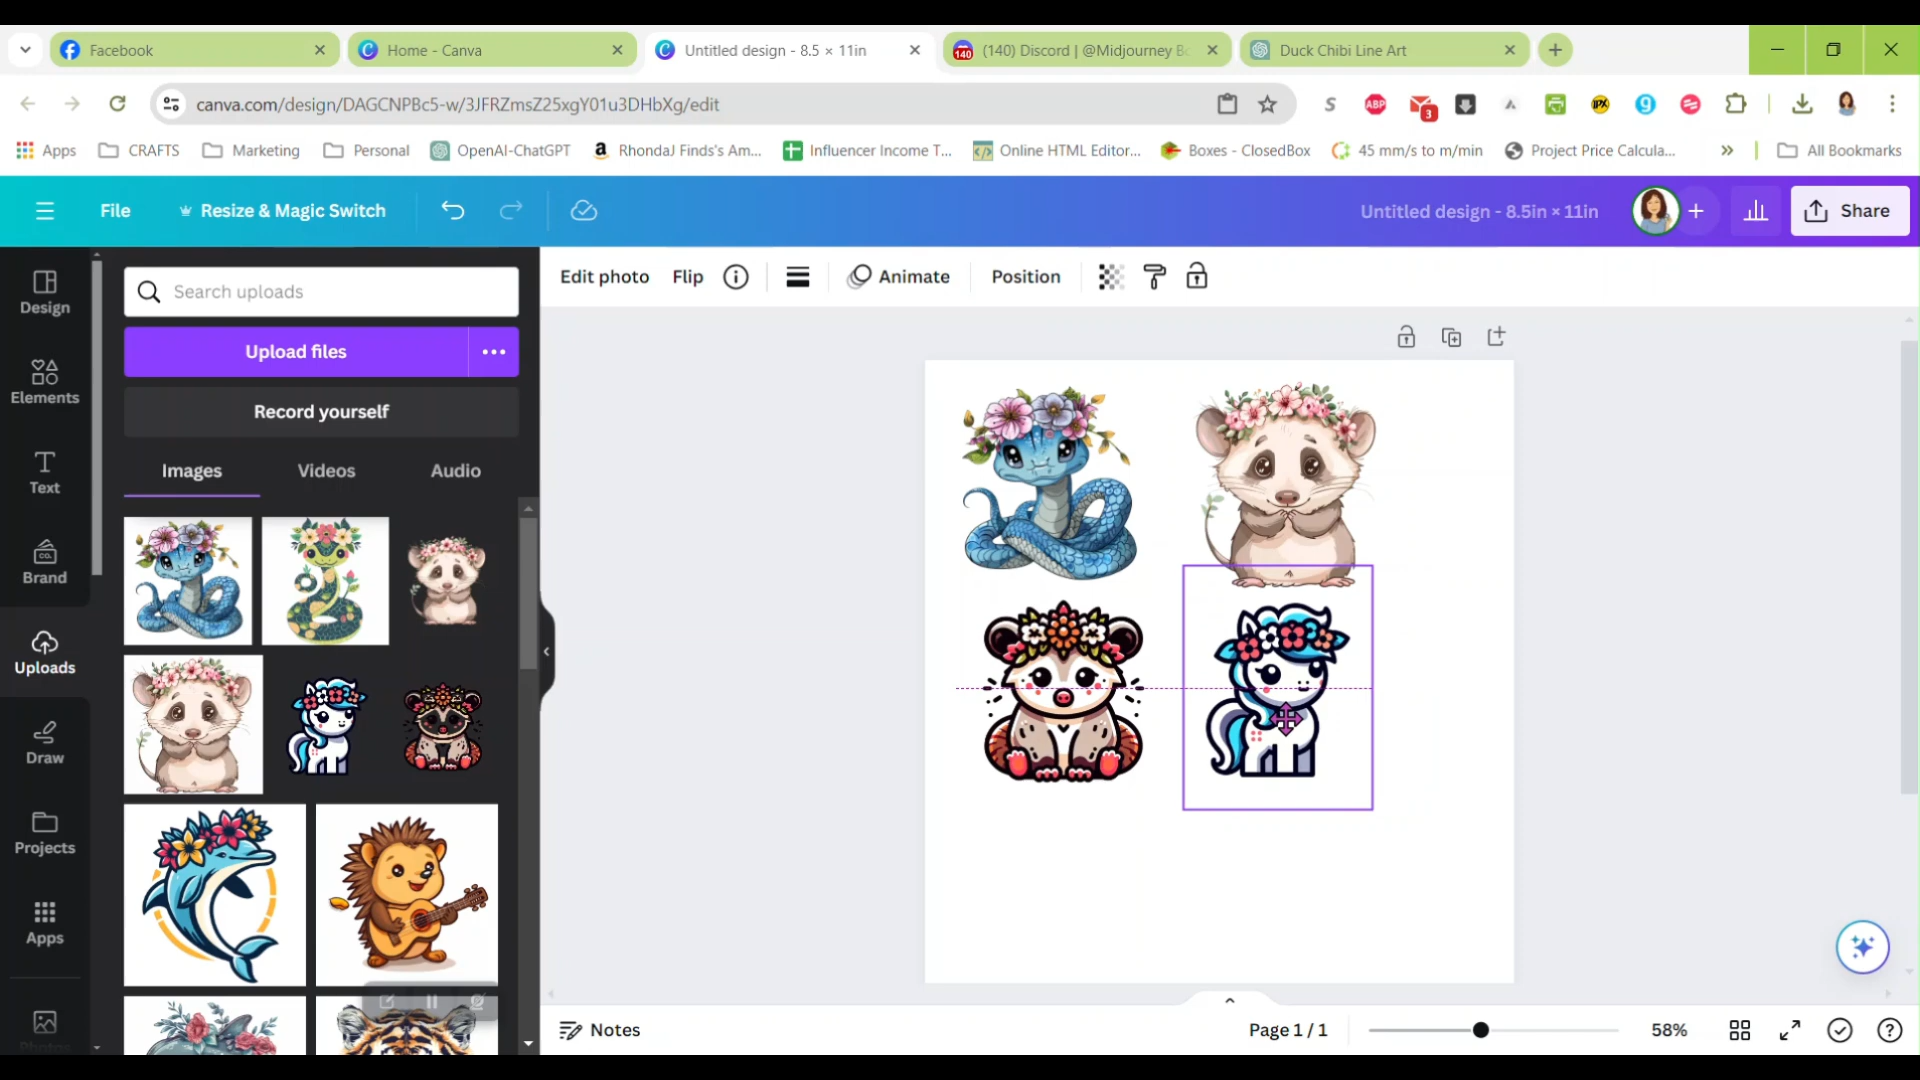 Facebook
Home - Canva
Untitled design - 8.5 × 11in
(140) Discord | @Midjourney Bo
Duck Chibi Line Art
canva.com/design/DAGCNPBc5-w/3JFRZmsZ25xgY01u3DHbXg/edit
Apps
CRAFTS
Marketing
Personal
OpenAI-ChatGPT
RhondaJ Finds's Am...
Influencer Income T...
Online HTML Editor...
Boxes - ClosedBox
45 mm/s to m/min
Project Price Calcula...
All Bookmarks
File
Resize & Magic Switch
Untitled design - 8.5in × 11in
Share
Design
Elements
Text
Brand
Uploads
Draw
Projects
Apps
Photos
Search uploads
Upload files
Record yourself
Images
Videos
Audio
Edit photo
Flip
Animate
Position
Notes
Page 1 / 1
58%